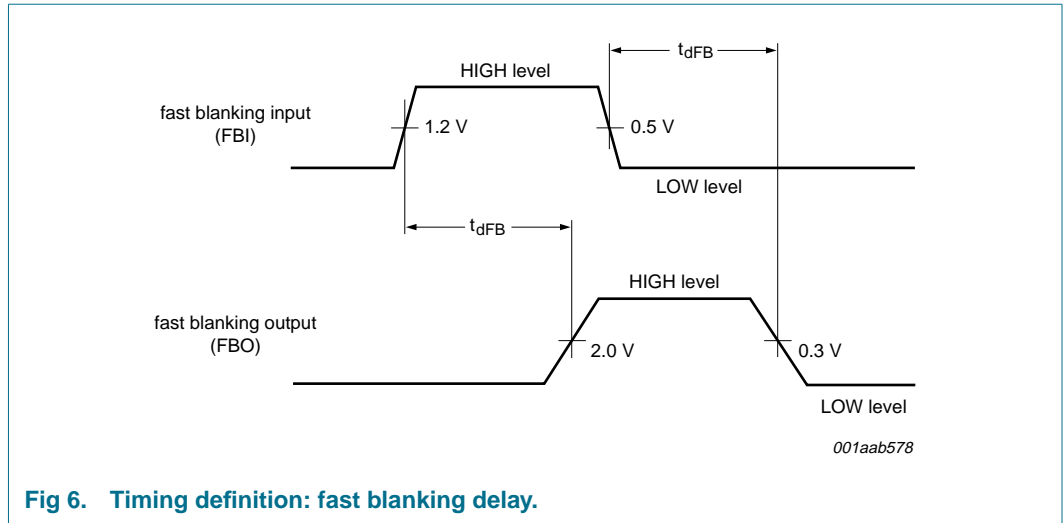 t_dFB
HIGH level
fast blanking input
(FBI)
1.2 V
0.5 V
LOW level
t_dFB
HIGH level
fast blanking output
(FBO)
2.0 V
0.3 V
LOW level
001aab578
Fig 6. Timing definition: fast blanking delay.